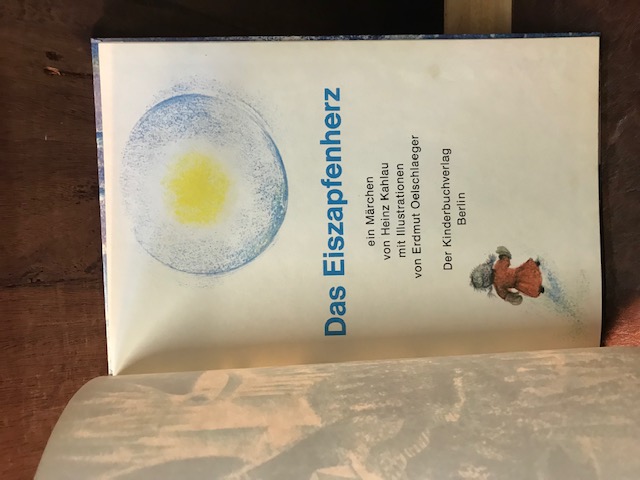 Das Eiszapfenherz
ein Märchen
von Heinz Kahlau
mit Illustrationen
von Erdmut Oelschlaeger
Der Kinderbuchverlag
Berlin